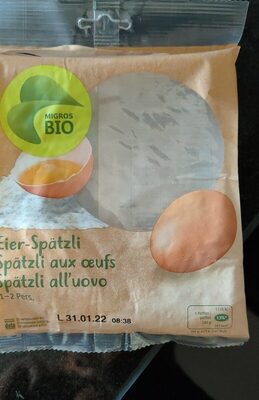 MIGROS
BIO
Eier-Spätzli
Spätzli aux œufs
Spätzli all'uovo
1-2 Pers.
L 31.01.22 08:38